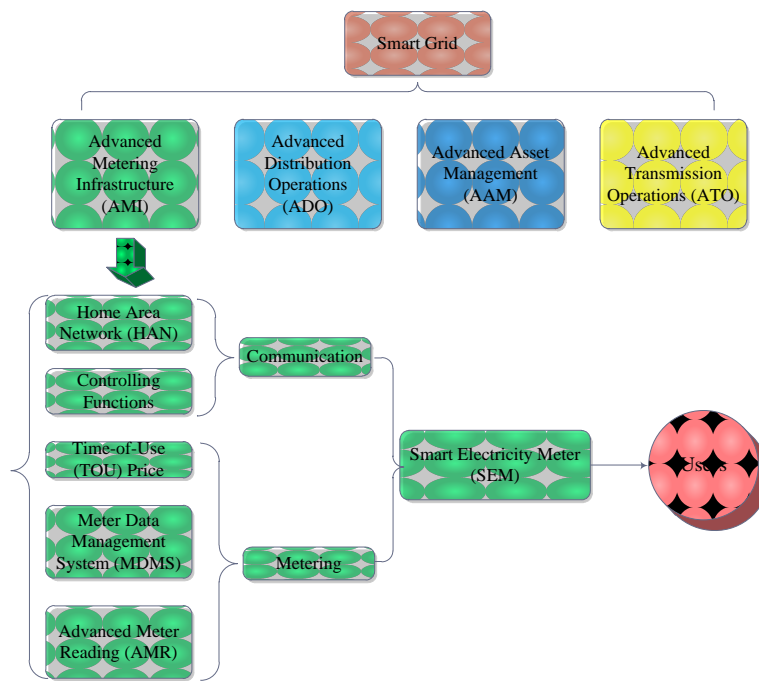 Smart Grid
Advanced
Metering
Infrastructure
(AMI)
Advanced
Distribution
Operations
(ADO)
Advanced Asset
Management
(AAM)
Advanced
Transmission
Operations (ATO)
Home Area
Network (HAN)
Controlling
Functions
Time-of-Use
(TOU) Price
Meter Data
Management
System (MDMS)
Advanced Meter
Reading (AMR)
Communication
Metering
Smart Electricity Meter
(SEM)
Users